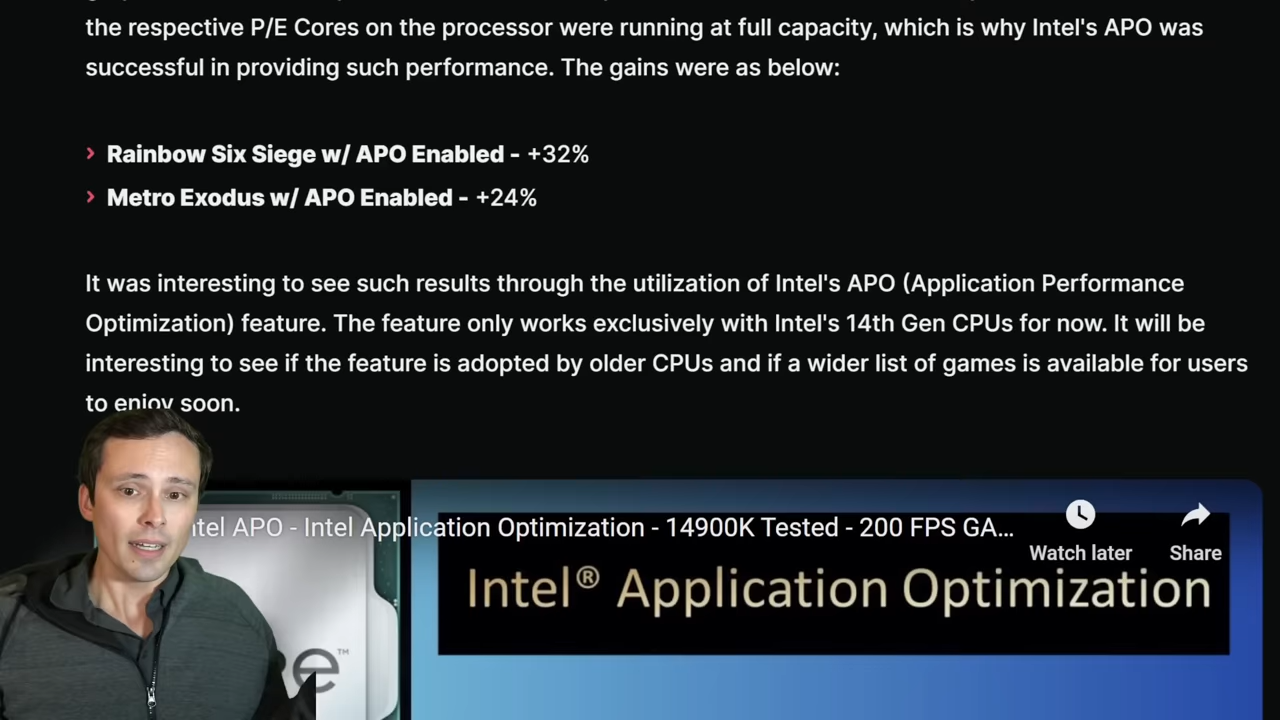 the respective P/E Cores on the processor were running at full capacity, which is why Intel's APO was
successful in providing such performance. The gains were as below:
Rainbow Six Siege w/ APO Enabled - +32%
Metro Exodus w/ APO Enabled - +24%
It was interesting to see such results through the utilization of Intel's APO (Application Performance
Optimization) feature. The feature only works exclusively with Intel's 14th Gen CPUs for now. It will be
interesting to see if the feature is adopted by older CPUs and if a wider list of games is available for users
to enjoy soon.
ntel APO - Intel Application Optimization - 14900K Tested - 200 FPS GA...
Watch later
Share
Intel® Application Optimization
re™